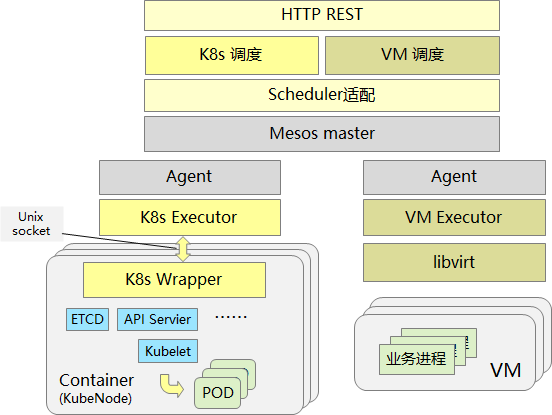 HTTP REST
K8s 调度
VM 调度
Scheduler适配
Mesos master
Agent
Agent
K8s Executor
VM Executor
Unix
socket
libvirt
K8s Wrapper
ETCD
API Servier
······
Kubelet
Container
(KubeNode)
POD
业务进程
VM